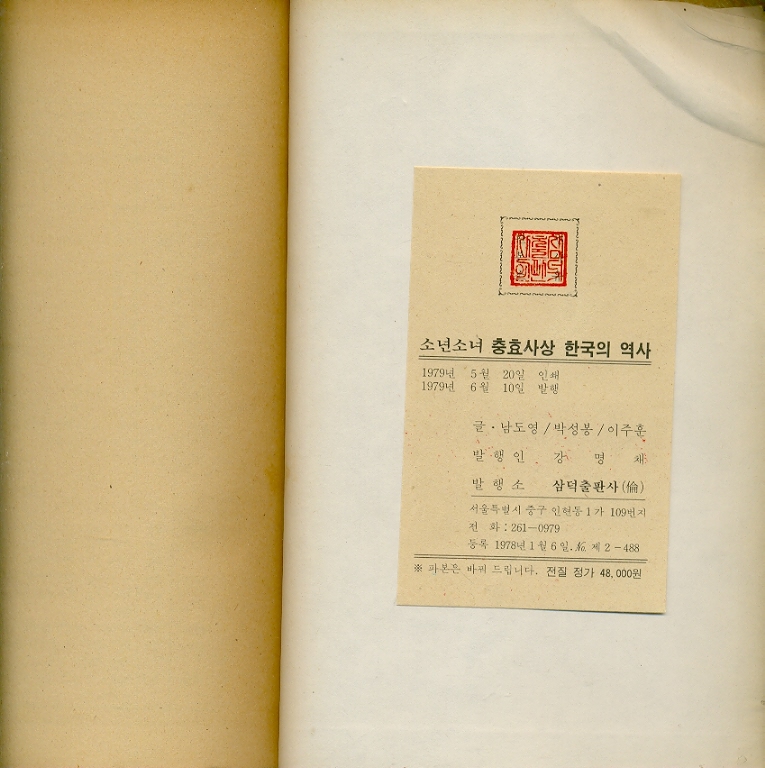 소년소녀 충효사상 한국의 역사
1979년 5월 20일 인쇄
1979년 6월 10일 발행
글·남도영/박성봉/이주훈
발행인 강명채
발행소 삼덕출판사(倫)
서울특별시 중구 인현동 1가 109번지
전화:261-0979
등록 1978년 1월 6일. №. 제 2-488
※ 파본은 바꿔 드립니다. 전질 정가 48,000원